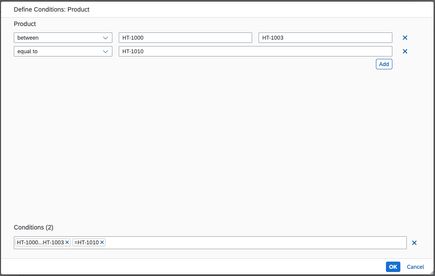 Define Conditions: Product
Product
between HT-1000 HT-1003
equal to HT-1010
Add
Conditions (2)
HT-1000...HT-1003 =HT-1010
OK Cancel